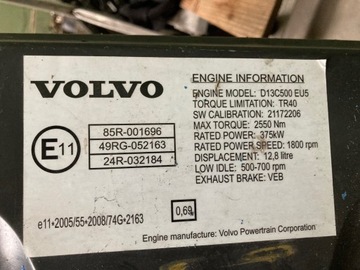 VOLVO
E11
85R-001696
49RG-052163
24R-032184
e11*2005/55*2008/74G*2163
0,69
ENGINE INFORMATION
ENGINE MODEL: D13C500 EU5
TORQUE LIMITATION: TR40
SW CALIBRATION: 21172206
MAX TORQUE: 2550 Nm
RATED POWER: 375kW
RATED POWER SPEED: 1800 rpm
DISPLACEMENT: 12,8 litre
LOW IDLE: 500-700 rpm
EXHAUST BRAKE: VEB
Engine manufacture: Volvo Powertrain Corporation